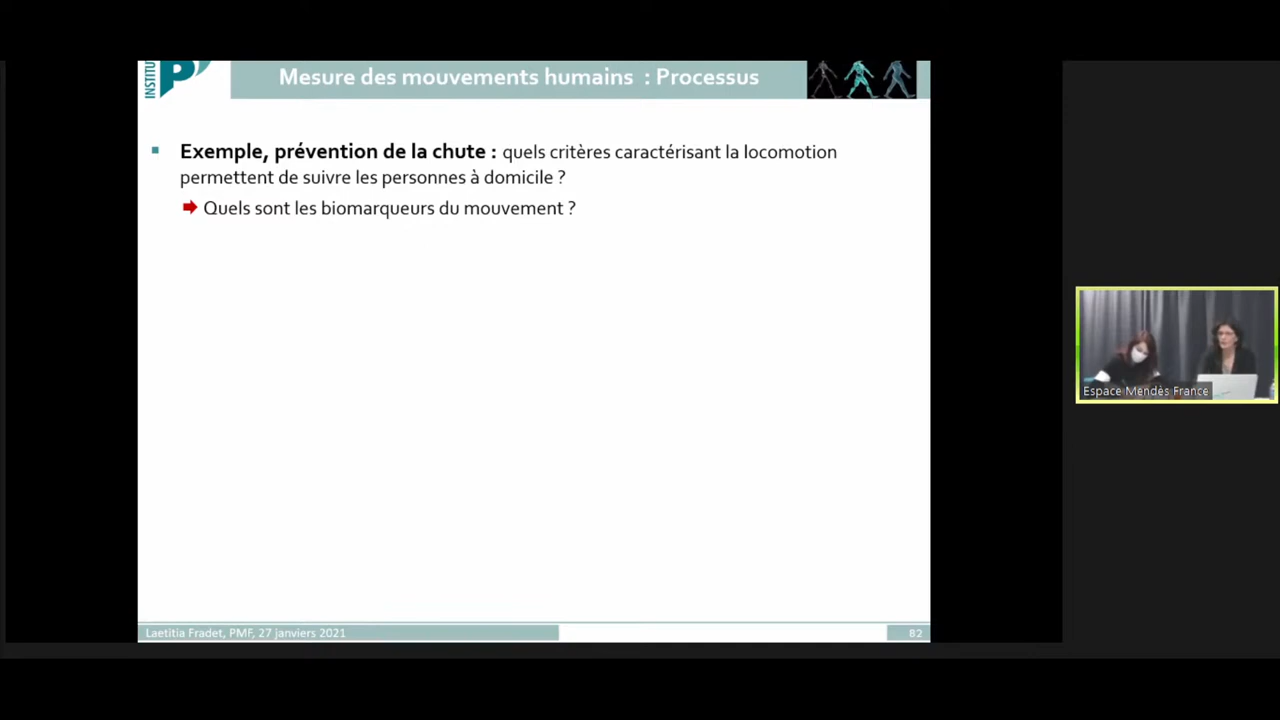 INSTITU
P'
Mesure des mouvements humains : Processus
Exemple, prévention de la chute : quels critères caractérisant la locomotion
permettent de suivre les personnes à domicile ?
Quels sont les biomarqueurs du mouvement ?
Espace Mendès France
Laetitia Fradet, PMF, 27 janviers 2021
82